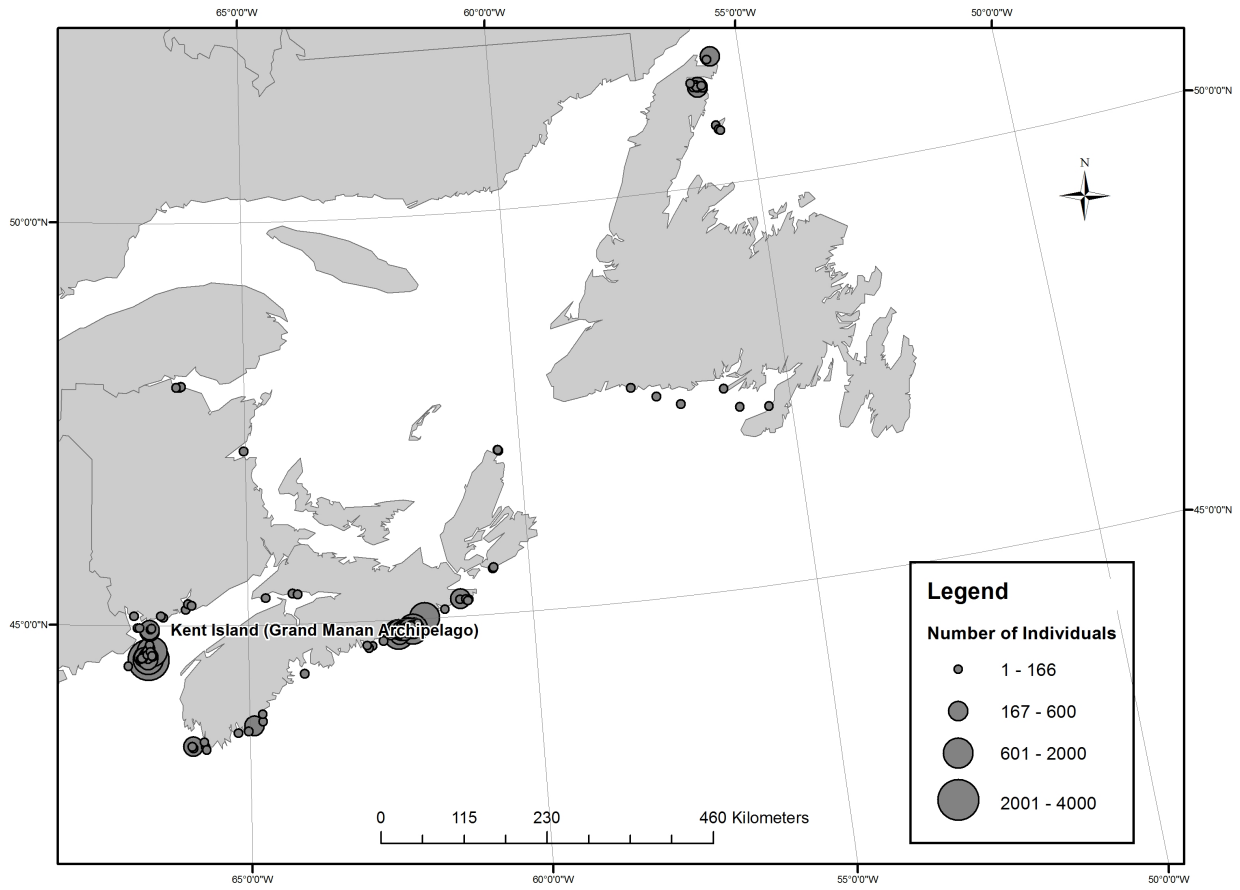 65°0'0"W 60°0'0"W 55°0'0"W 50°0'0"W
50°0'0"N
N
50°0'0"N
45°0'0"N
Legend
Number of Individuals
45°0'0"N
Kent Island (Grand Manan Archipelago)
1 - 166
167 - 600
601 - 2000
2001 - 4000
0 115 230 460 Kilometers
65°0'0"W 60°0'0"W 55°0'0"W 50°0'0"W